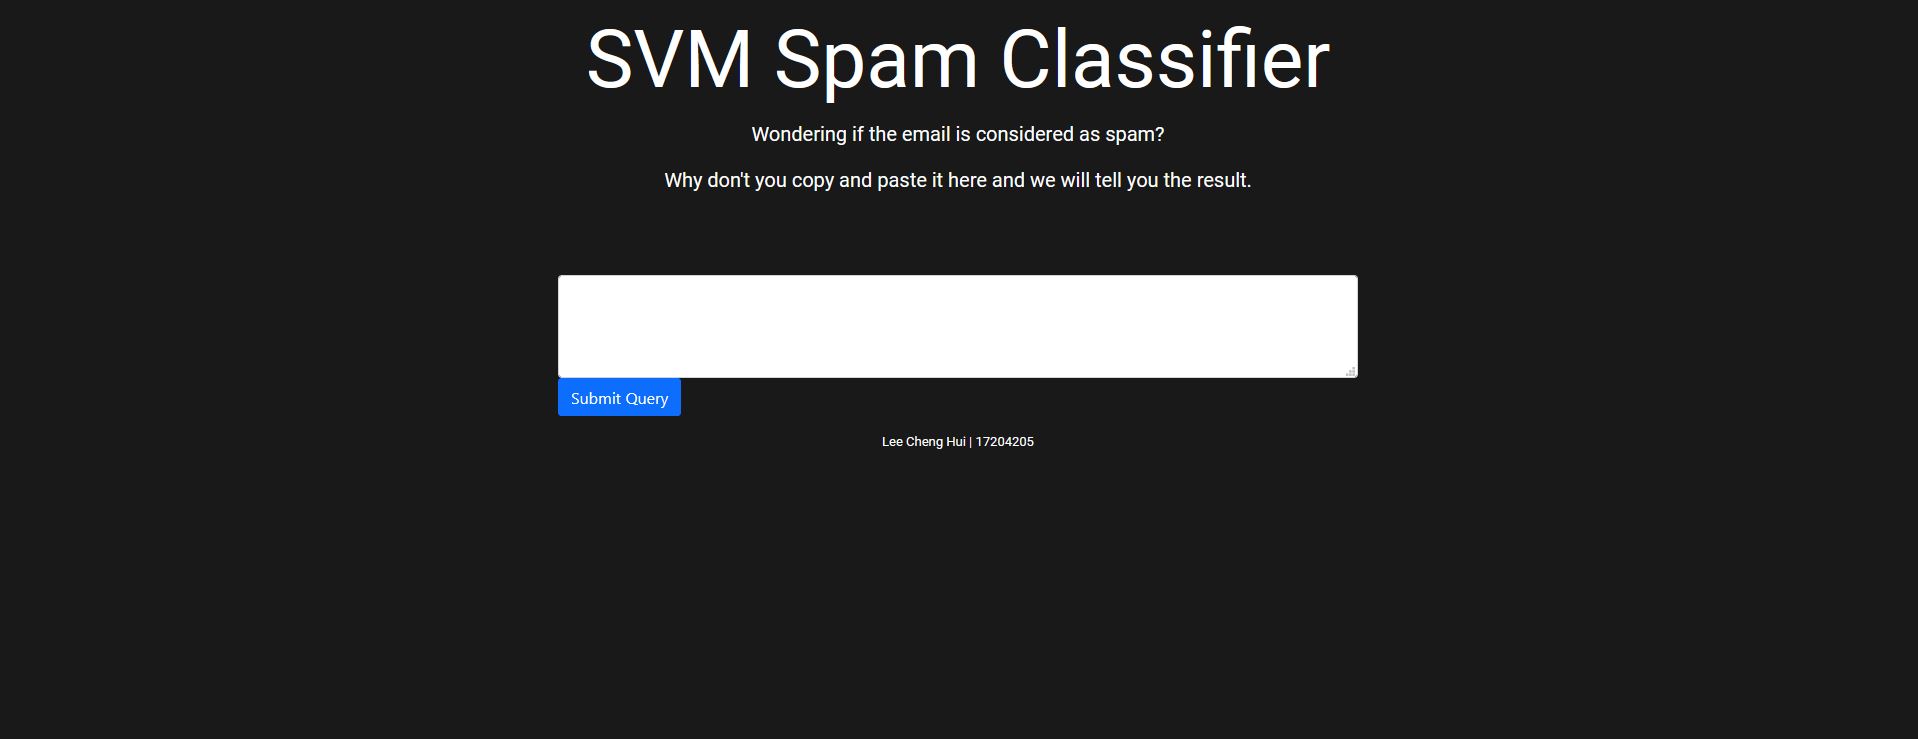 SVM Spam Classifier
Wondering if the email is considered as spam?
Why don't you copy and paste it here and we will tell you the result.
Submit Query
Lee Cheng Hui | 17204205